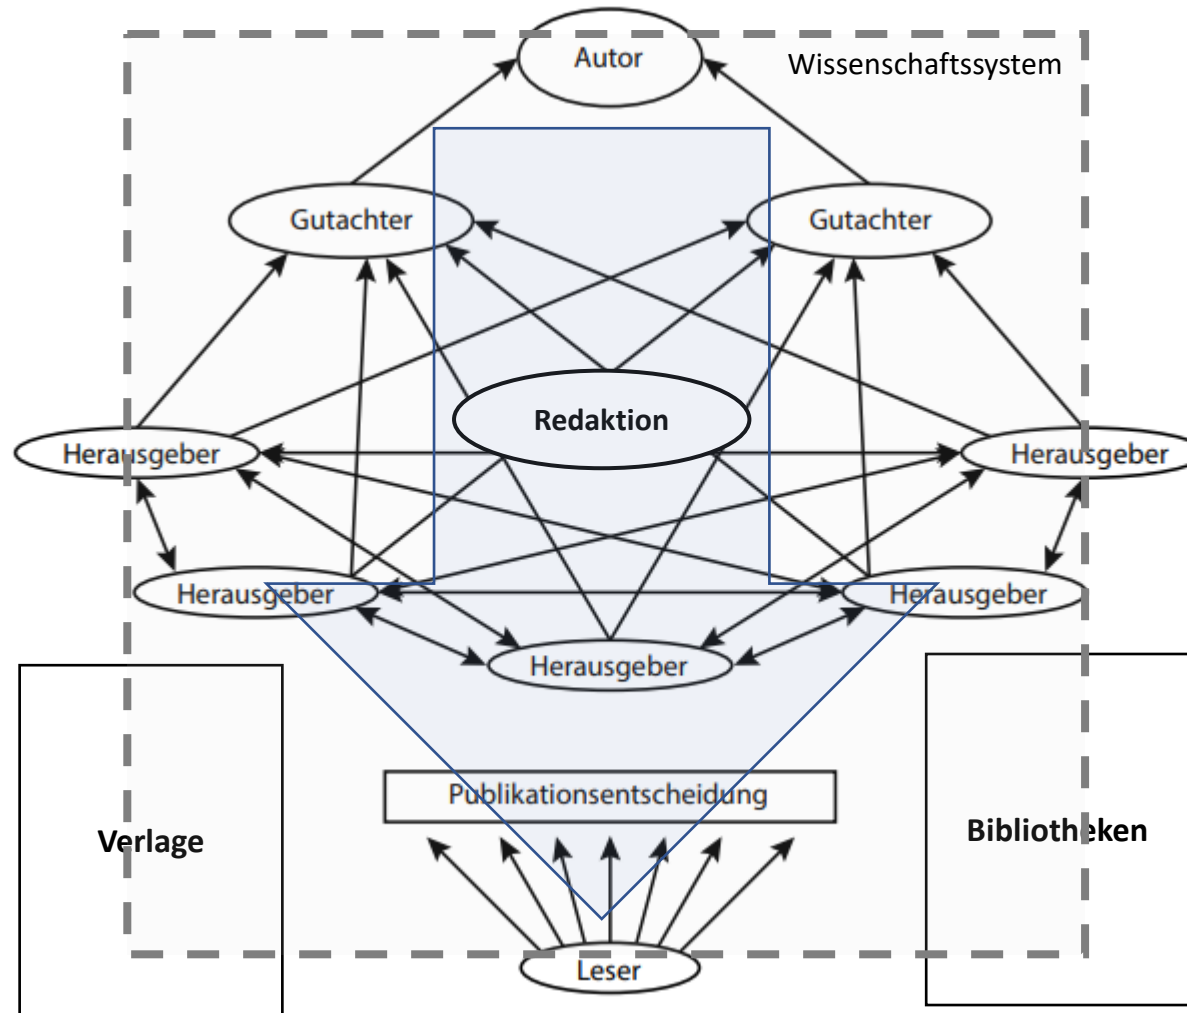 Autor
Wissenschaftssystem
Gutachter
Gutachter
Redaktion
Herausgeber
Herausgeber
Herausgeber
Herausgeber
Herausgeber
Publikationsentscheidung
Verlage
Bibliotheken
Leser